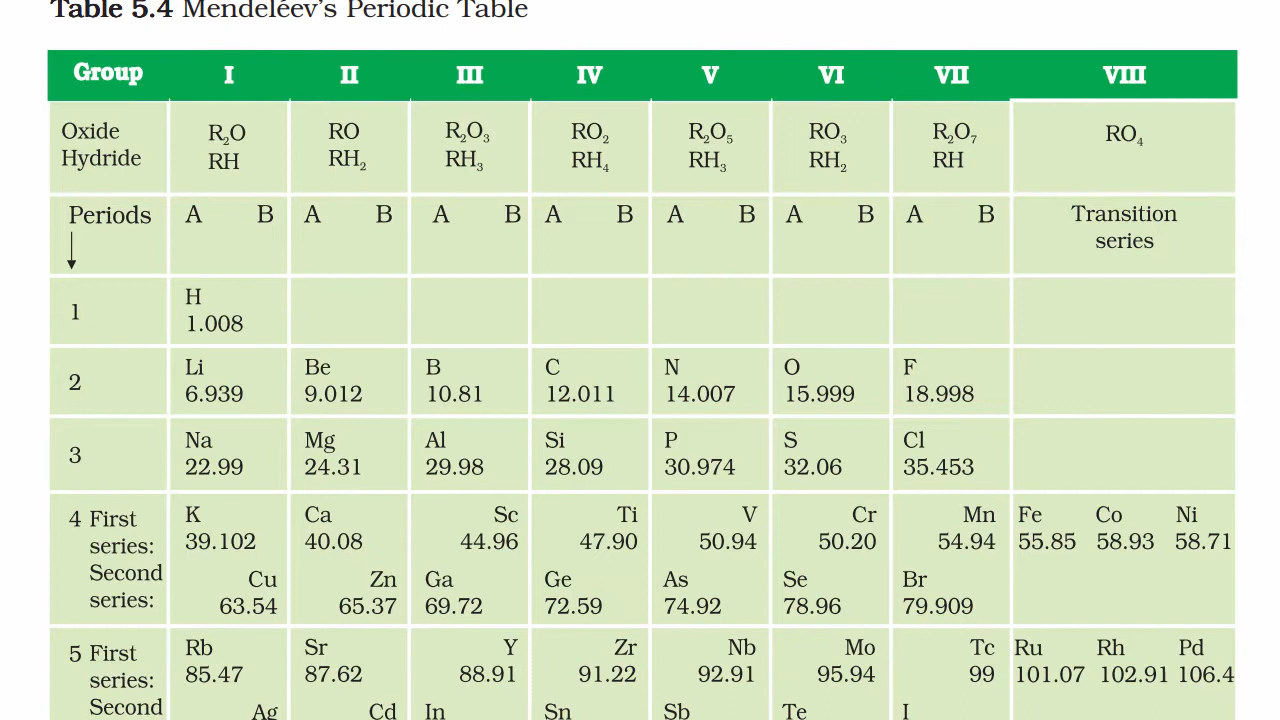 Table 5.4 Mendeléev's Periodic Table
Group I II III IV V VI VII VIII
Oxide R₂O RO R₂O₃ RO₂ R₂O₅ RO₃ R₂O₇ RO₄
Hydride RH RH₂ RH₃ RH₄ RH₃ RH₂ RH
Periods A B A B A B A B A B A B A B Transition
series
↓
1 H
1.008
2 Li Be B C N O F
6.939 9.012 10.81 12.011 14.007 15.999 18.998
3 Na Mg Al Si P S Cl
22.99 24.31 29.98 28.09 30.974 32.06 35.453
4 First K Ca Sc Ti V Cr Mn Fe Co Ni
series: 39.102 40.08 44.96 47.90 50.94 50.20 54.94 55.85 58.93 58.71
Second Cu Zn Ga Ge As Se Br
series: 63.54 65.37 69.72 72.59 74.92 78.96 79.909
5 First Rb Sr Y Zr Nb Mo Tc Ru Rh Pd
series: 85.47 87.62 88.91 91.22 92.91 95.94 99 101.07 102.91 106.4
Second Ag Cd In Sn Sb Te I